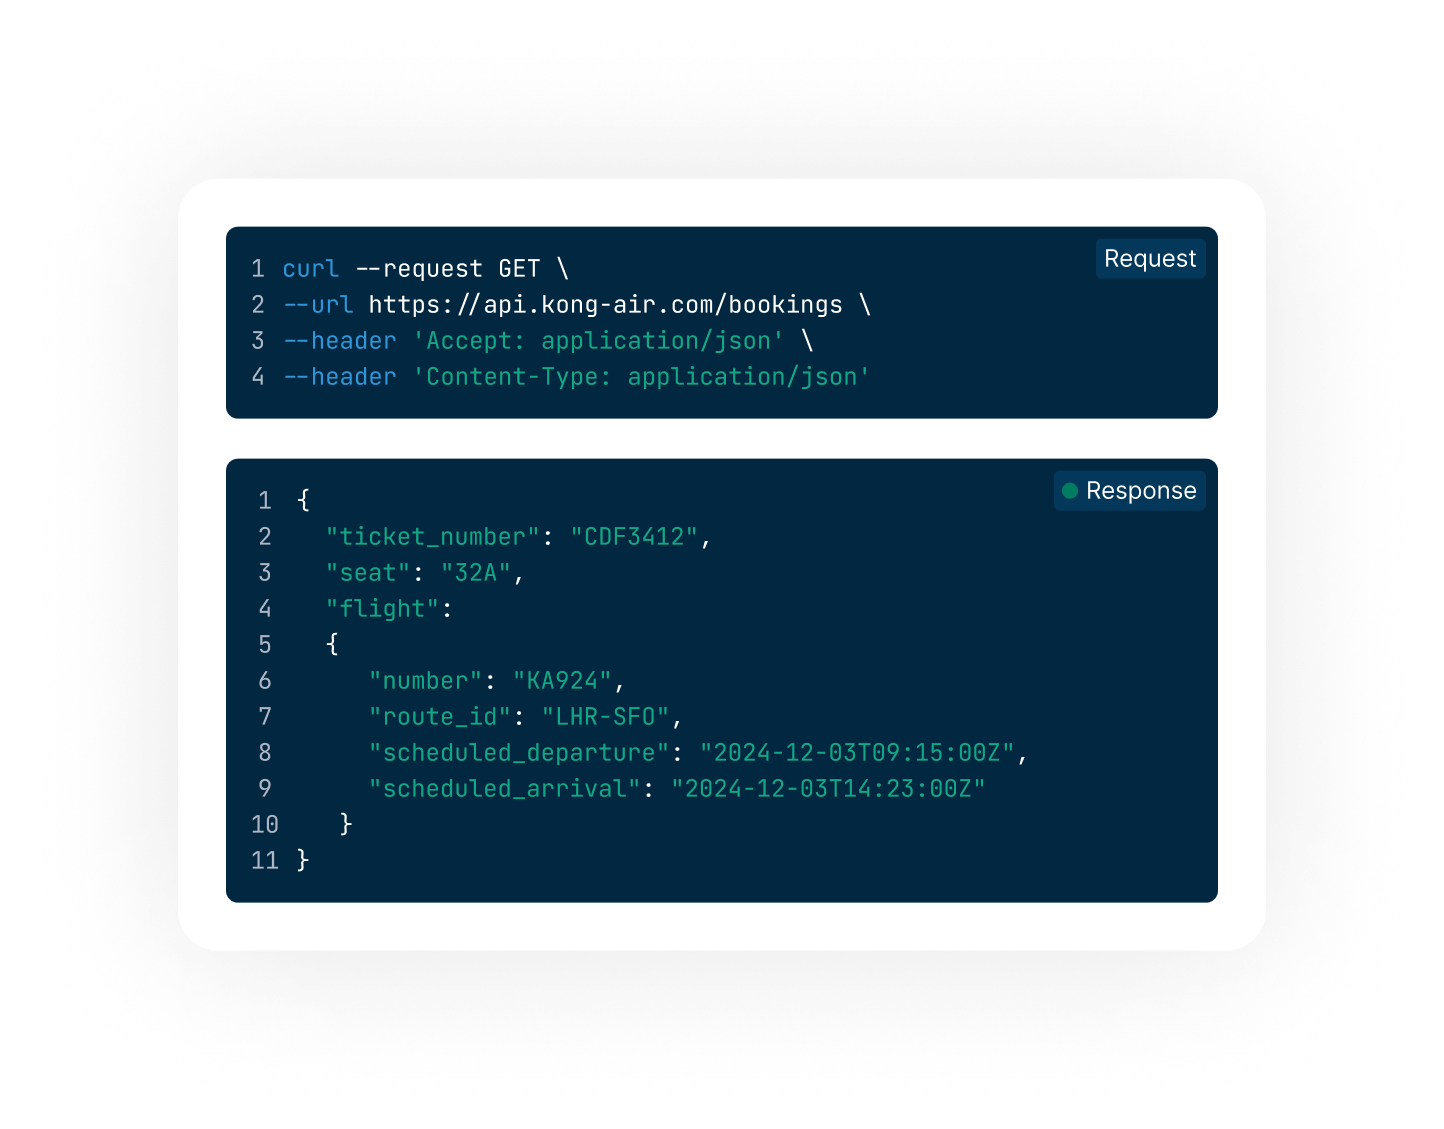 Request
1 curl --request GET \
2 --url https://api.kong-air.com/bookings \
3 --header 'Accept: application/json' \
4 --header 'Content-Type: application/json'
Response
1 {
2 "ticket_number": "CDF3412",
3 "seat": "32A",
4 "flight":
5 {
6 "number": "KA924",
7 "route_id": "LHR-SFO",
8 "scheduled_departure": "2024-12-03T09:15:00Z",
9 "scheduled_arrival": "2024-12-03T14:23:00Z"
10 }
11 }